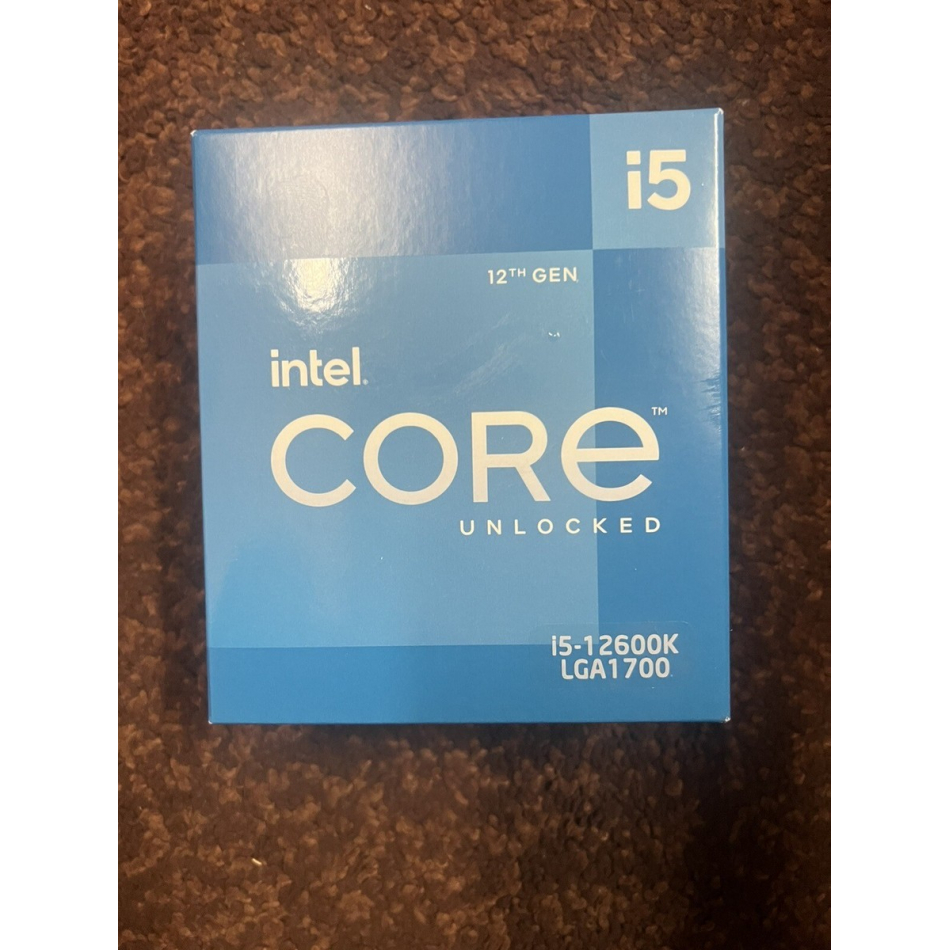 i5
12TH GEN
intel.
CORE™
UNLOCKED
i5-12600K
LGA1700